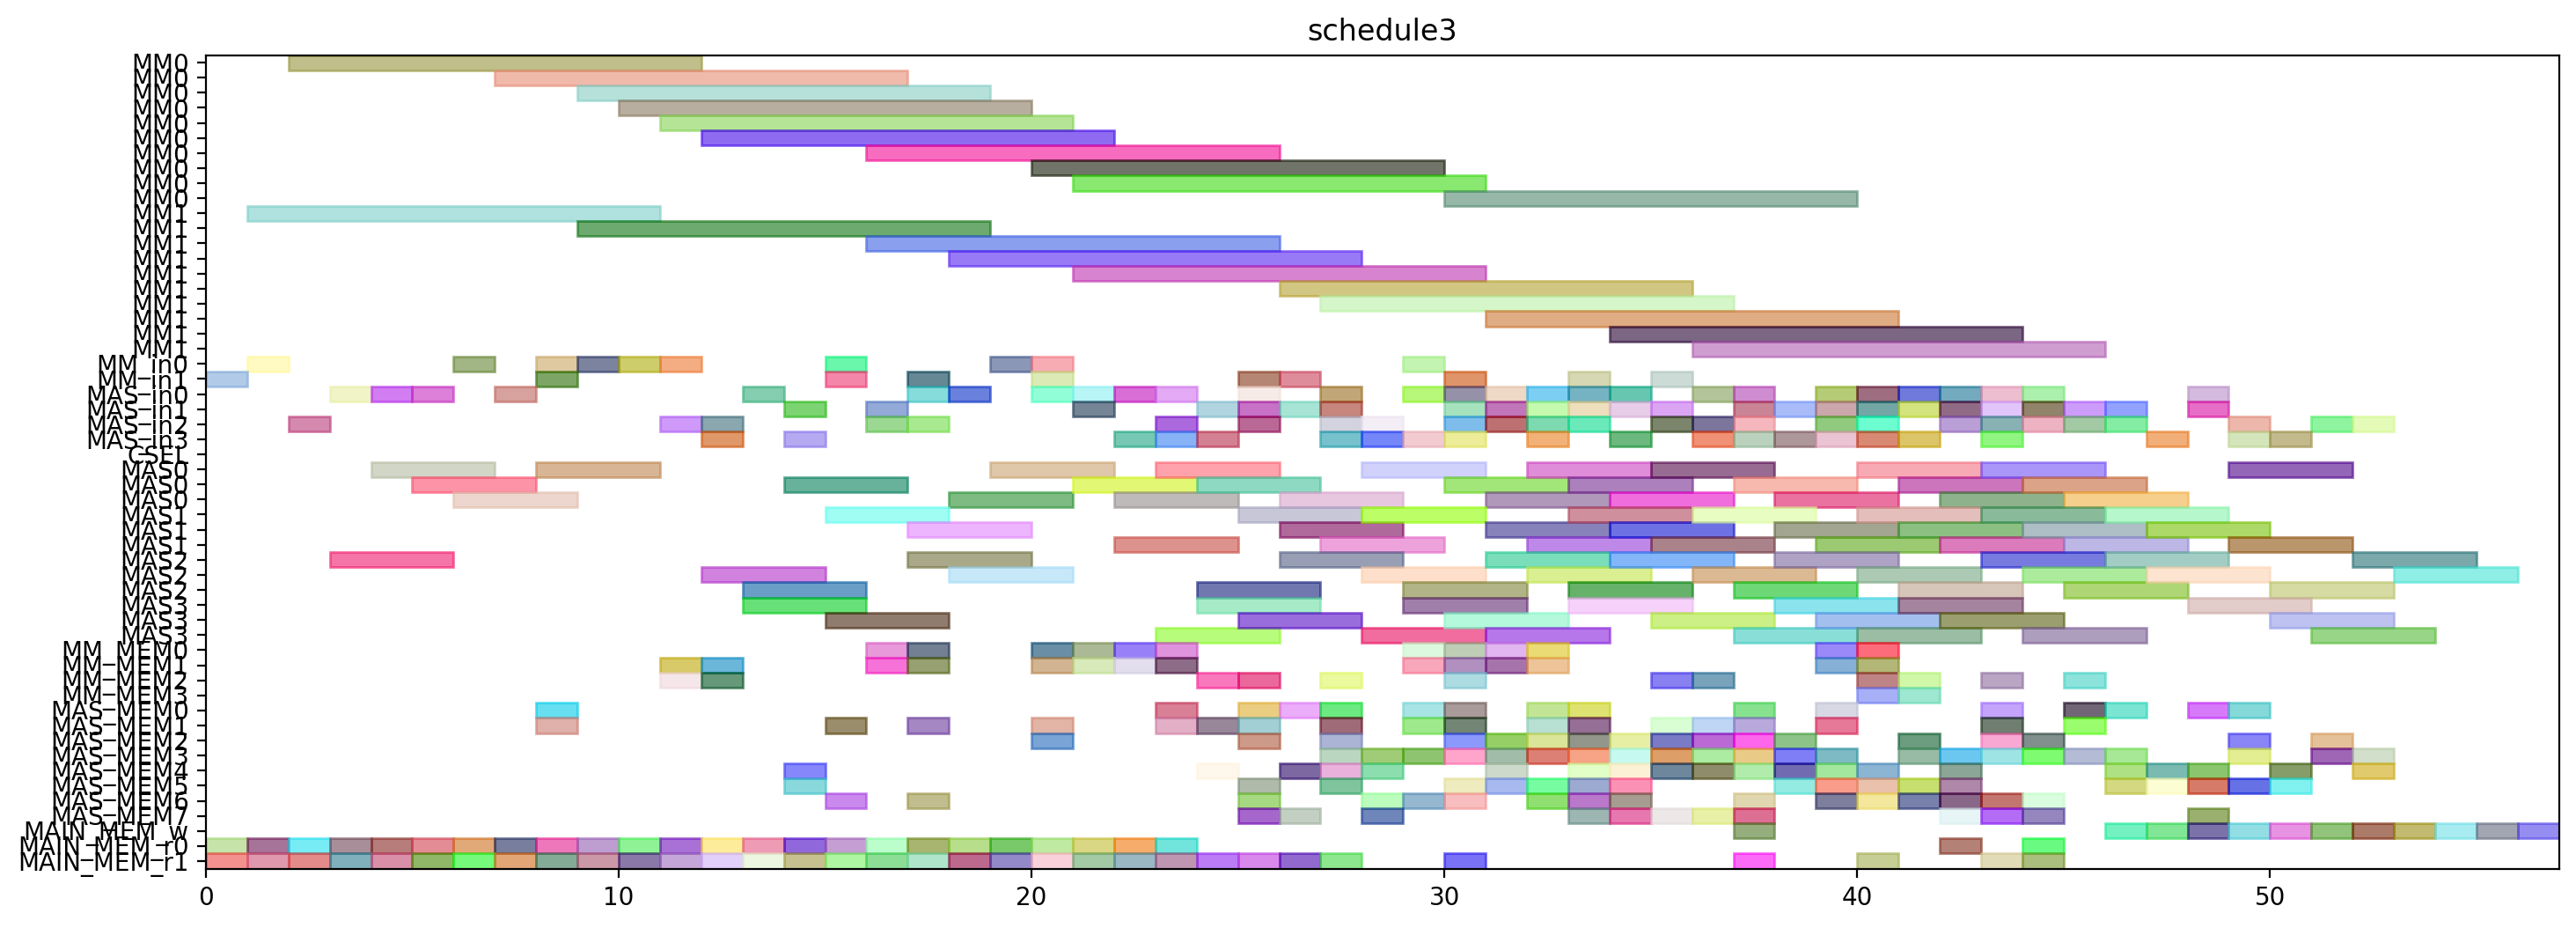 schedule3
MM0
MM0
MM0
MM0
MM0
MM0
MM0
MM0
MM0
MM0
MM1
MM1
MM1
MM1
MM1
MM1
MM1
MM1
MM1
MM1
MM_in0
MM_in1
MAS_in0
MAS_in1
MAS_in2
MAS_in3
CSEL
MAS0
MAS0
MAS0
MAS1
MAS1
MAS1
MAS2
MAS2
MAS2
MAS3
MAS3
MAS3
MM_MEM0
MM_MEM1
MM_MEM2
MM_MEM3
MAS_MEM0
MAS_MEM1
MAS_MEM2
MAS_MEM3
MAS_MEM4
MAS_MEM5
MAS_MEM6
MAS_MEM7
MAIN_MEM_w
MAIN_MEM_r0
MAIN_MEM_r1
0 10 20 30 40 50